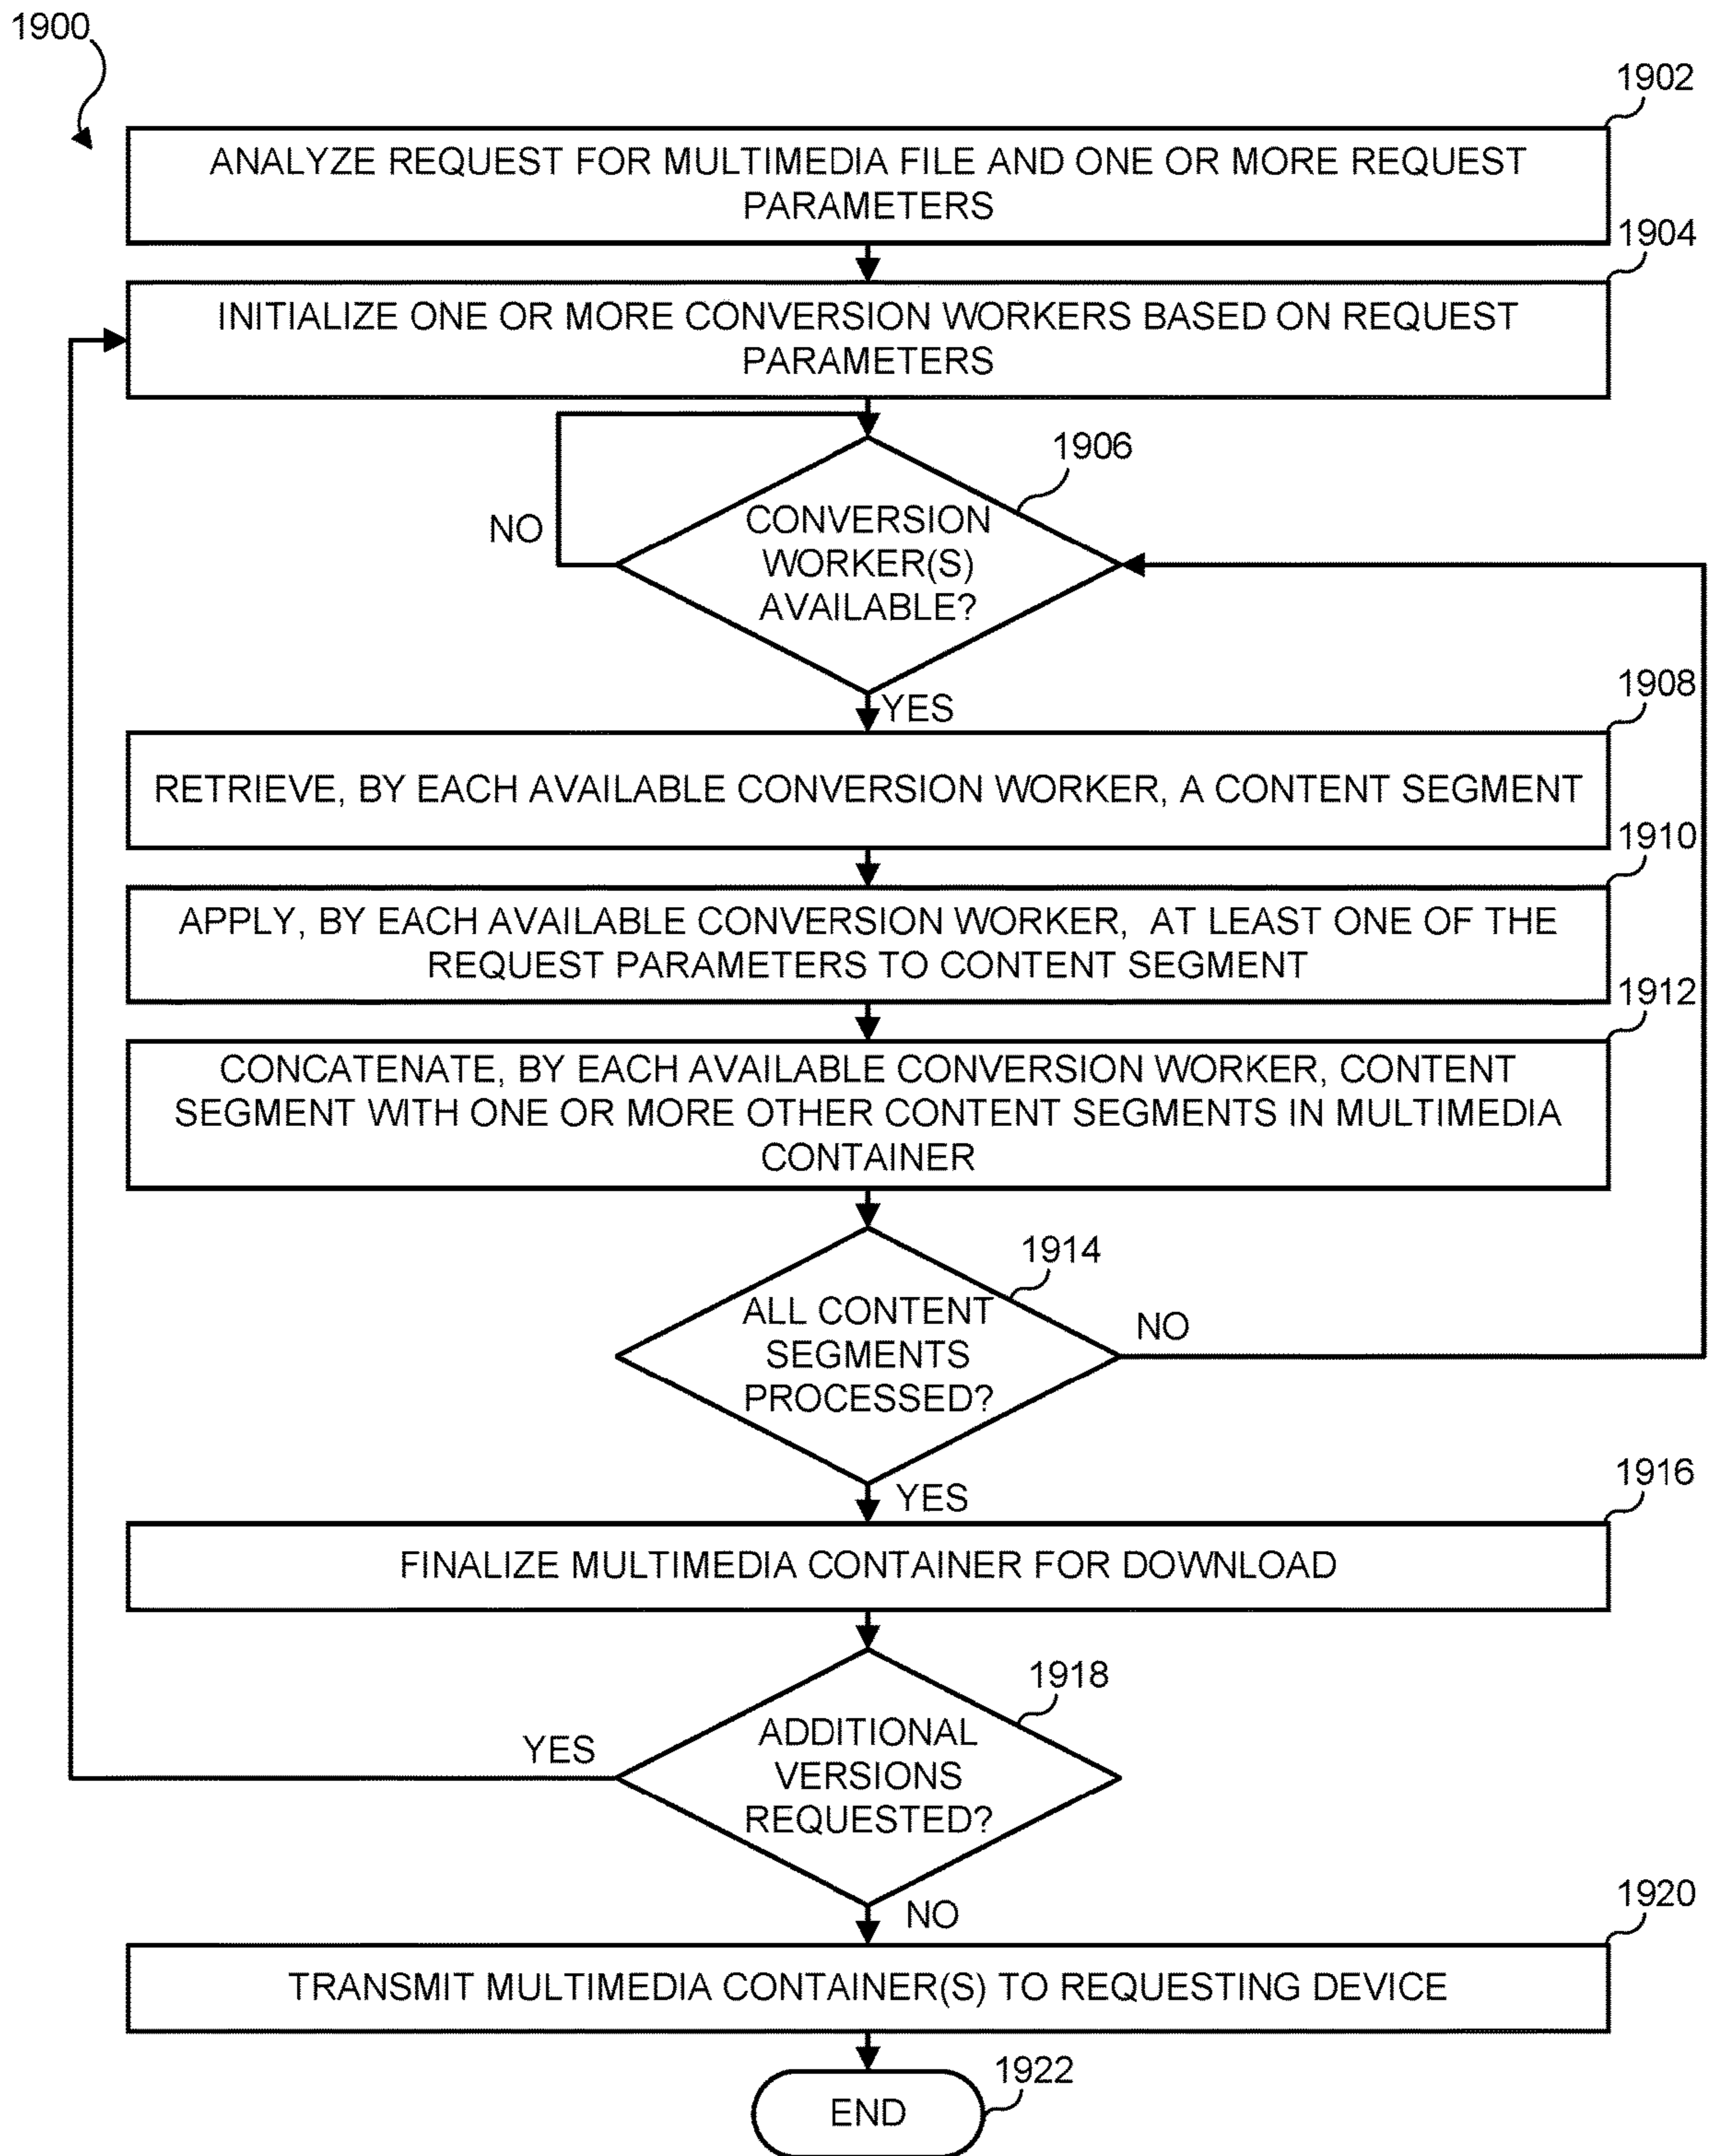 1900
1902
ANALYZE REQUEST FOR MULTIMEDIA FILE AND ONE OR MORE REQUEST
PARAMETERS
1904
INITIALIZE ONE OR MORE CONVERSION WORKERS BASED ON REQUEST
PARAMETERS
1906
CONVERSION
WORKER(S)
AVAILABLE?
NO
YES
1908
RETRIEVE, BY EACH AVAILABLE CONVERSION WORKER, A CONTENT SEGMENT
1910
APPLY, BY EACH AVAILABLE CONVERSION WORKER, AT LEAST ONE OF THE
REQUEST PARAMETERS TO CONTENT SEGMENT
1912
CONCATENATE, BY EACH AVAILABLE CONVERSION WORKER, CONTENT
SEGMENT WITH ONE OR MORE OTHER CONTENT SEGMENTS IN MULTIMEDIA
CONTAINER
1914
ALL CONTENT
SEGMENTS
PROCESSED?
NO
YES
1916
FINALIZE MULTIMEDIA CONTAINER FOR DOWNLOAD
1918
ADDITIONAL
VERSIONS
REQUESTED?
YES
NO
1920
TRANSMIT MULTIMEDIA CONTAINER(S) TO REQUESTING DEVICE
1922
END